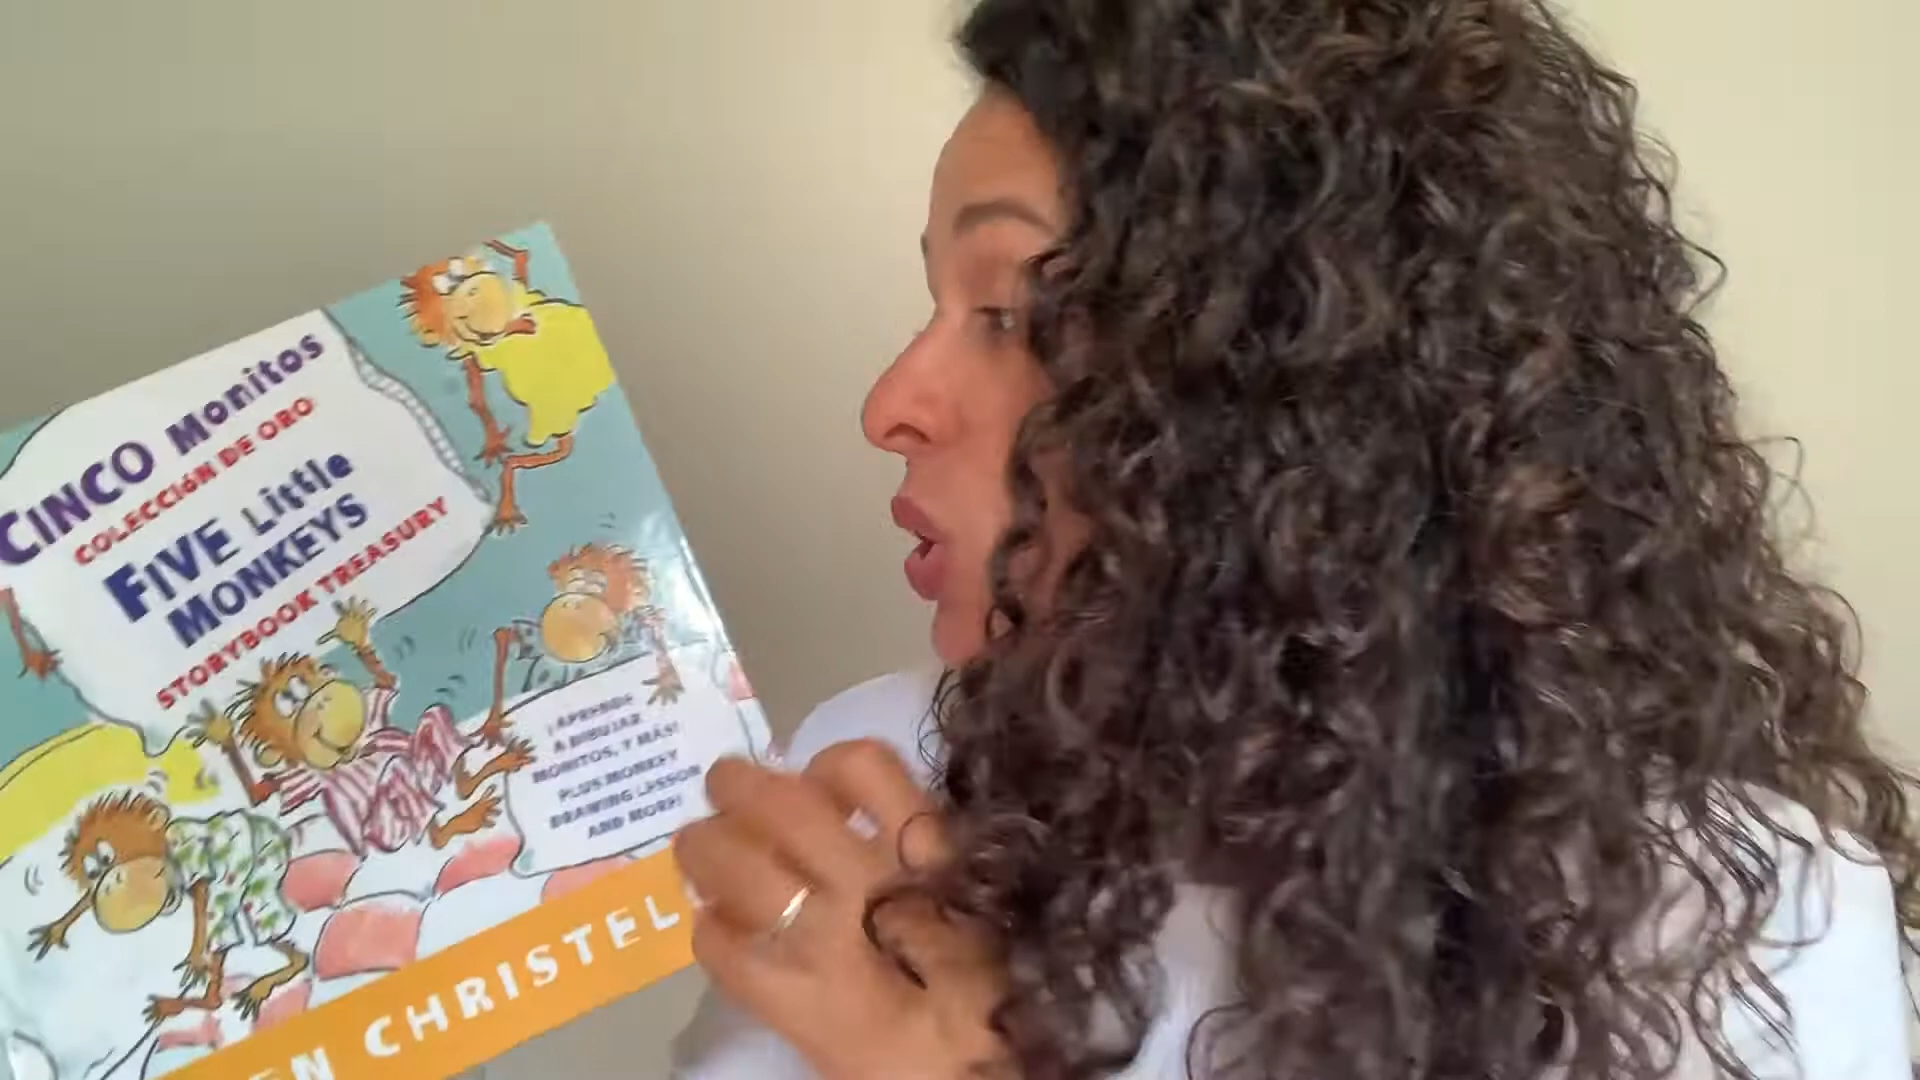 CINCO Monitos
COLECCIÓN DE ORO
FIVE Little
MONKEYS
STORYBOOK TREASURY
¡APRENDE
A DIBUJAR
MONITOS, Y MÁS!
PLUS MONKEY
DRAWING LESSON
AND MORE!
EN CHRISTEL